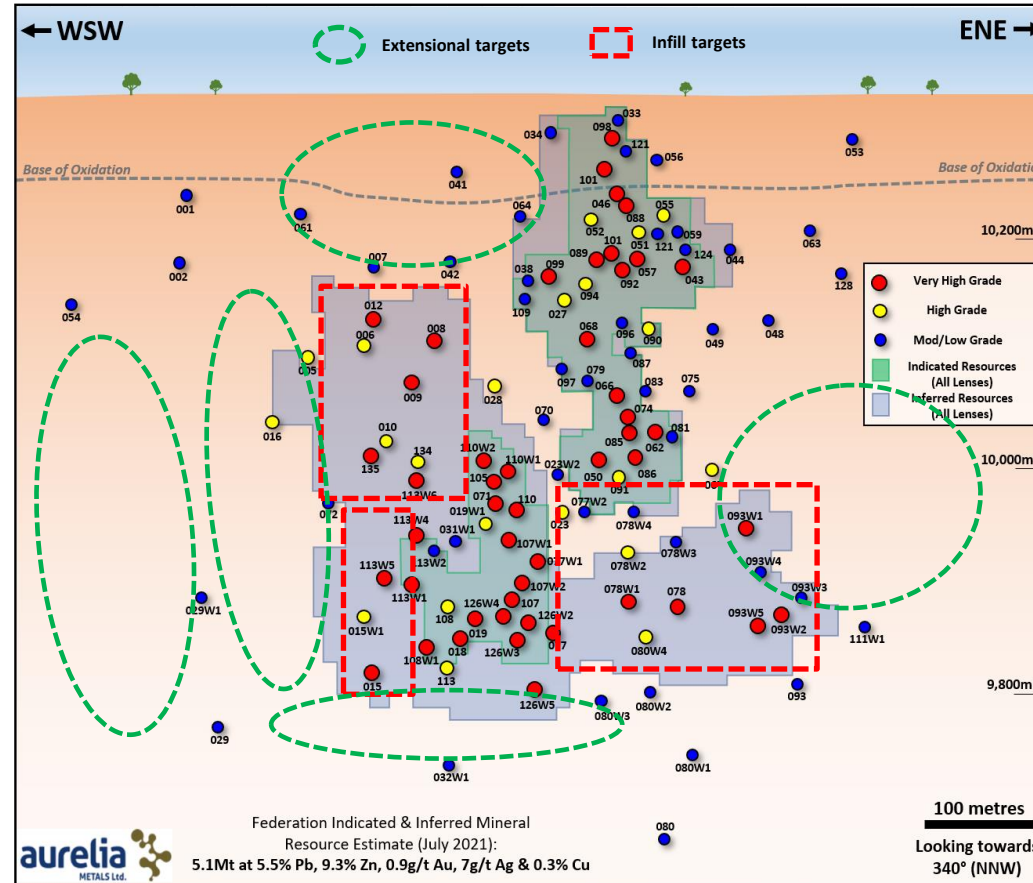 ← WSW
ENE →
Extensional targets
Infill targets
033
098
034
121
056
053
Base of Oxidation
Base of Oxidatio
101
041
001
046
088
055
061
064
052
051
121
059
063
10,200m
002
007
042
089
101
057
124
044
092
043
128
099
038
094
109
027
054
Very High Grade
High Grade
Mod/Low Grade
Indicated Resources
(All Lenses)
Inferred Resources
(All Lenses)
012
006
008
068
096
090
049
048
087
005
009
028
097
079
066
083
075
016
010
070
074
085
062
081
135
134
110W2
110W1
10,000m
113W6
105
023W2
050
086
091
071
110
019W1
023
077W2
078W4
093W1
113W4
031W1
113W2
107W1
078W2
078W3
113W5
113W1
093W4
107W2
093W3
029W1
015W1
108
126W4
107
078W1
078
019
126W2
093W5
093W2
111W1
018
126W3
080W4
108W1
113
015
126W5
9,800m
080W3
080W2
093
029
032W1
080W1
080
100 metres
Looking towards
340° (NNW)
aurelia
METALS Ltd.
Federation Indicated & Inferred Mineral
Resource Estimate (July 2021):
5.1Mt at 5.5% Pb, 9.3% Zn, 0.9g/t Au, 7g/t Ag & 0.3% Cu